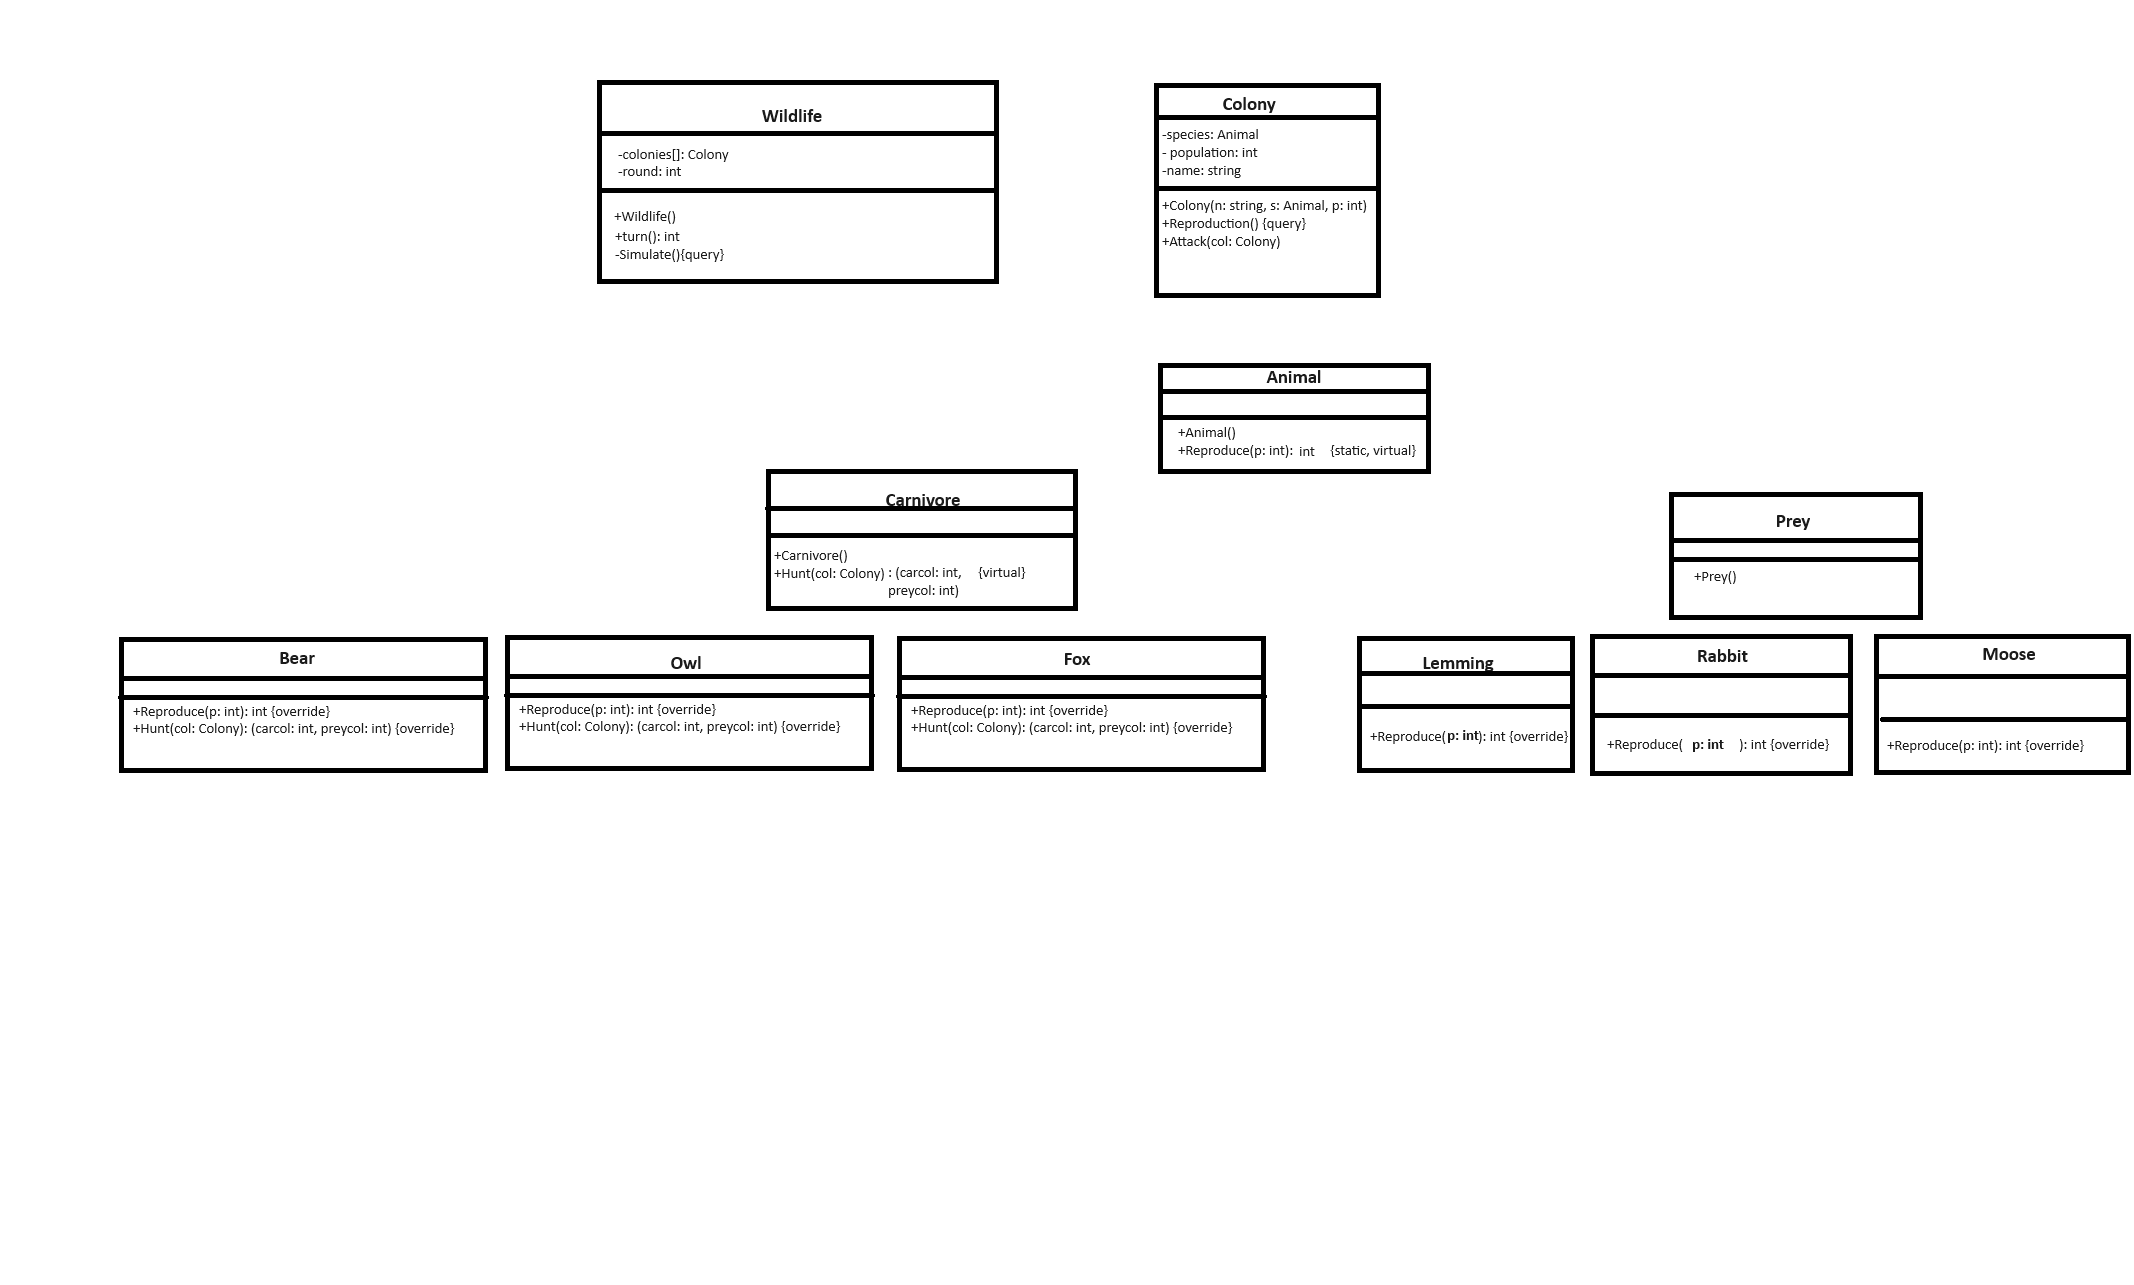 Wildlife
-colonies[]: Colony
-round: int
+Wildlife()
+turn(): int
-Simulate(){query}
Colony
-species: Animal
- population: int
-name: string
+Colony(n: string, s: Animal, p: int)
+Reproduction() {query}
+Attack(col: Colony)
Animal
+Animal()
+Reproduce(p: int): int {static, virtual}
Carnivore
+Carnivore()
+Hunt(col: Colony) : (carcol: int, {virtual}
preycol: int)
Prey
+Prey()
Bear
+Reproduce(p: int): int {override}
+Hunt(col: Colony): (carcol: int, preycol: int) {override}
Owl
+Reproduce(p: int): int {override}
+Hunt(col: Colony): (carcol: int, preycol: int) {override}
Fox
+Reproduce(p: int): int {override}
+Hunt(col: Colony): (carcol: int, preycol: int) {override}
Lemming
+Reproduce(p: int): int {override}
Rabbit
+Reproduce( p: int ): int {override}
Moose
+Reproduce(p: int): int {override}